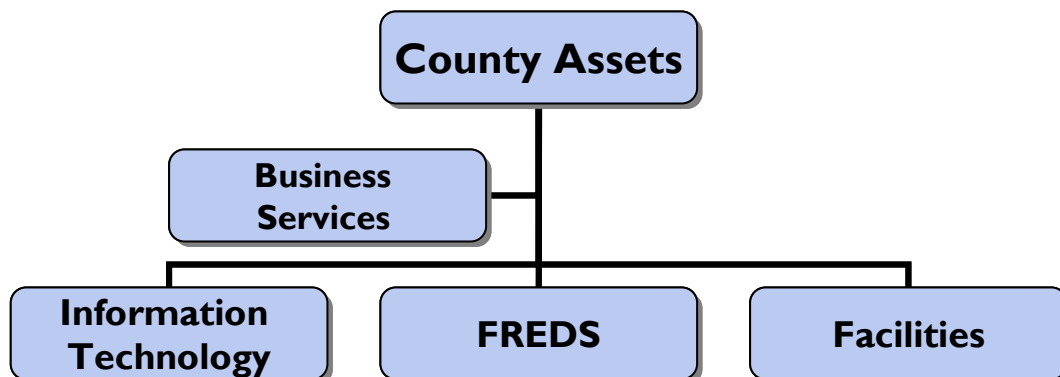 County Assets
Business
Services
Information
Technology
FREDS
Facilities